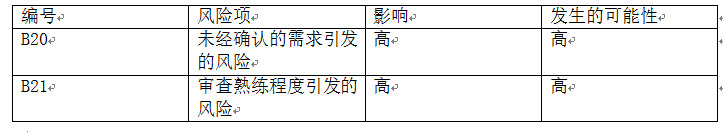 编号 风险项 影响 发生的可能性
B20 未经确认的需求引发的风险 高 高
B21 审查熟练程度引发的风险 高 高